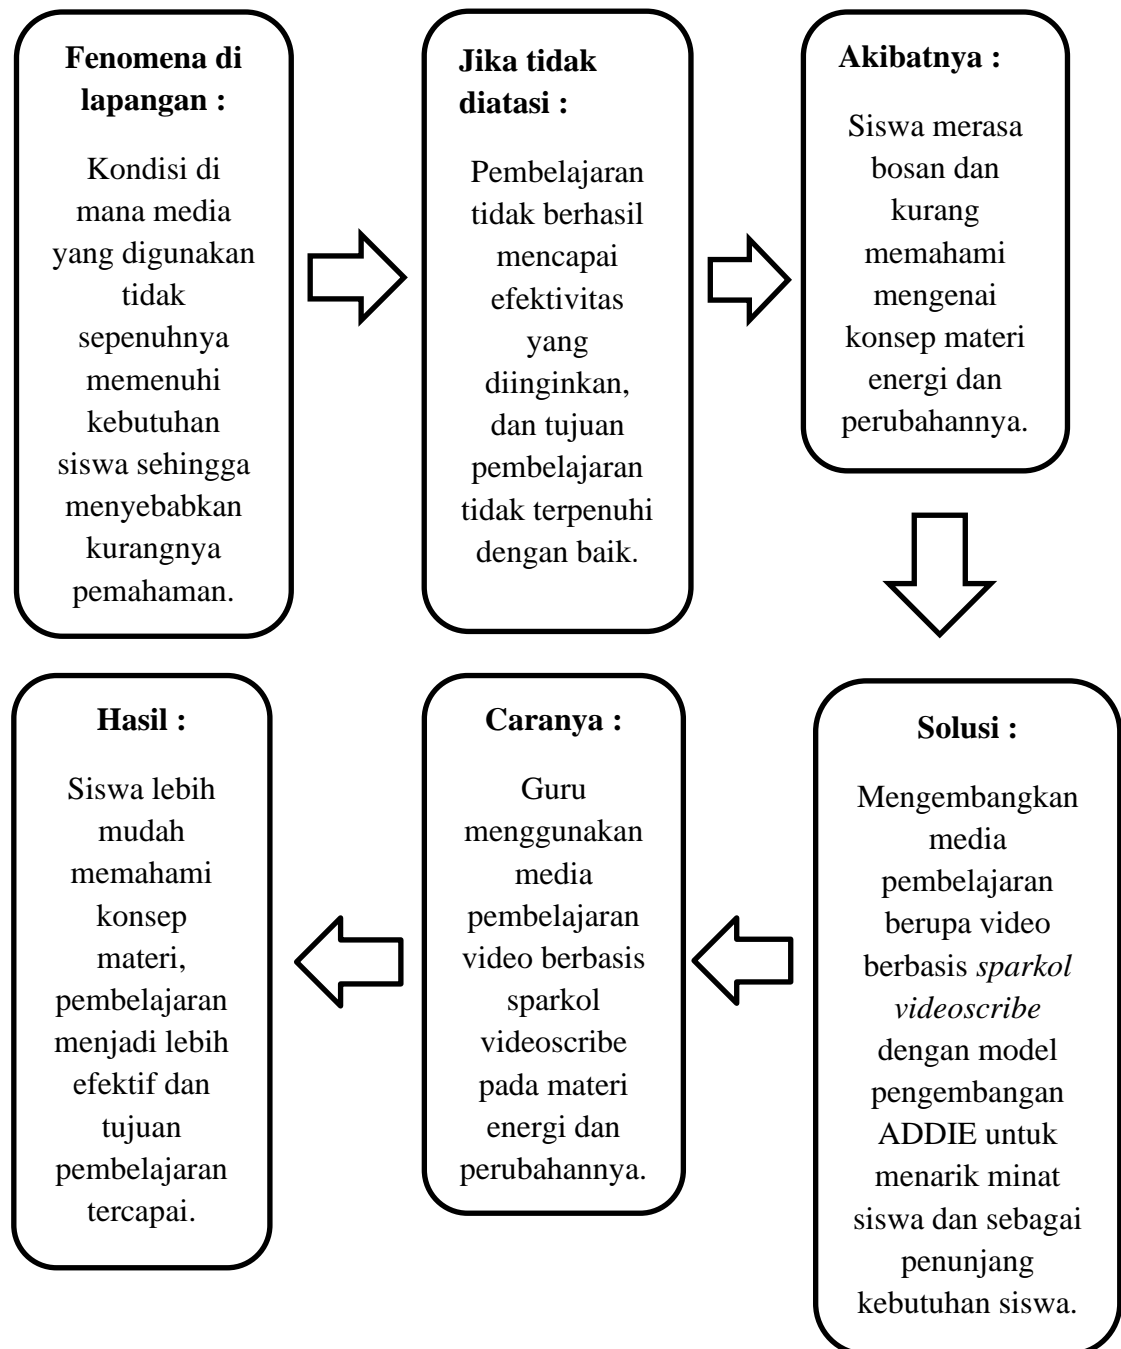 Fenomena di
lapangan :
Kondisi di
mana media
yang digunakan
tidak
sepenuhnya
memenuhi
kebutuhan
siswa sehingga
menyebabkan
kurangnya
pemahaman.
Jika tidak
diatasi :
Pembelajaran
tidak berhasil
mencapai
efektivitas
yang
diinginkan,
dan tujuan
pembelajaran
tidak terpenuhi
dengan baik.
Akibatnya :
Siswa merasa
bosan dan
kurang
memahami
mengenai
konsep materi
energi dan
perubahannya.
Solusi :
Mengembangkan
media
pembelajaran
berupa video
berbasis sparkol
videoscribe
dengan model
pengembangan
ADDIE untuk
menarik minat
siswa dan sebagai
penunjang
kebutuhan siswa.
Caranya :
Guru
menggunakan
media
pembelajaran
video berbasis
sparkol
videoscribe
pada materi
energi dan
perubahannya.
Hasil :
Siswa lebih
mudah
memahami
konsep
materi,
pembelajaran
menjadi lebih
efektif dan
tujuan
pembelajaran
tercapai.